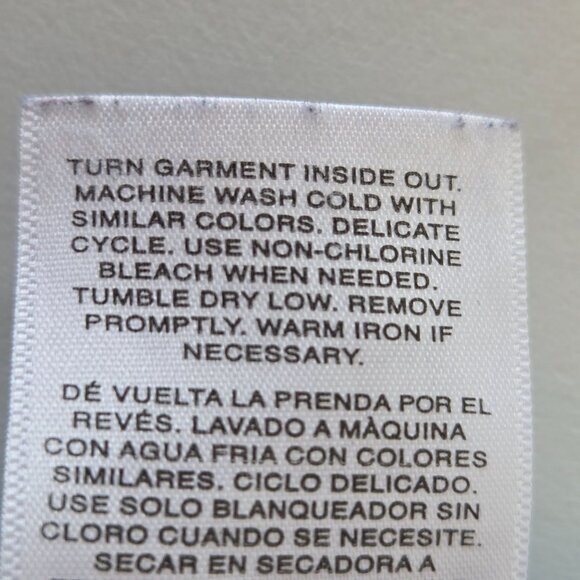 TURN GARMENT INSIDE OUT.
MACHINE WASH COLD WITH
SIMILAR COLORS. DELICATE
CYCLE. USE NON-CHLORINE
BLEACH WHEN NEEDED.
TUMBLE DRY LOW. REMOVE
PROMPTLY. WARM IRON IF
NECESSARY.
DÉ VUELTA LA PRENDA POR EL
REVÉS. LAVADO A MÀQUINA
CON AGUA FRIA CON COLORES
SIMILARES. CICLO DELICADO.
USE SOLO BLANQUEADOR SIN
CLORO CUANDO SE NECESITE.
SECAR EN SECADORA A